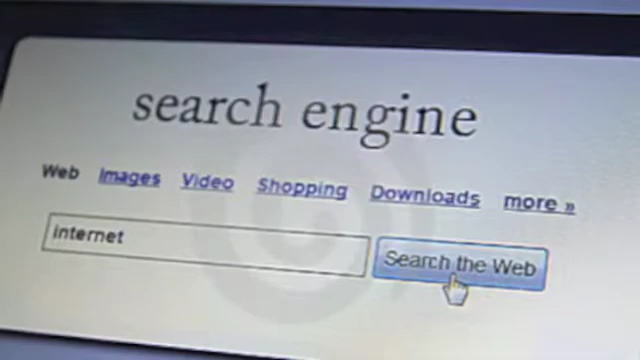 search engine
Web Images Video Shopping Downloads more »
internet Search the Web